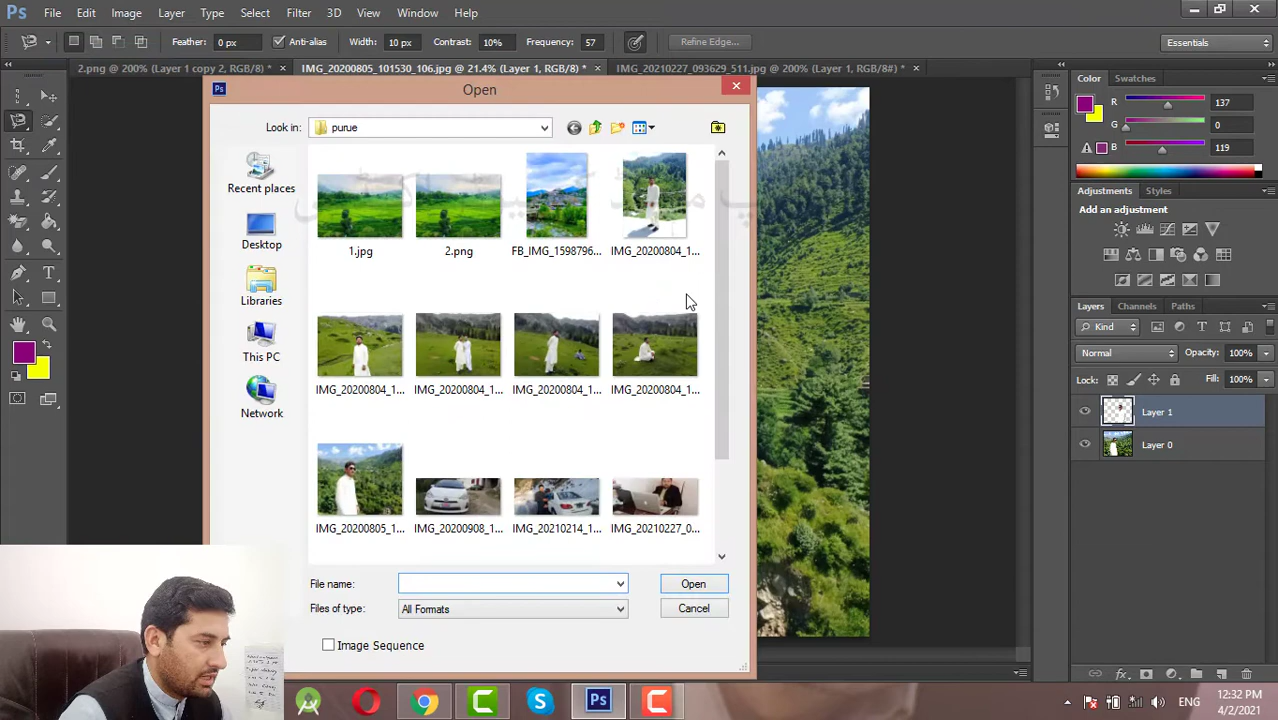 Ps File Edit Image Layer Type Select Filter 3D View Window Help
Feather: 0 px Anti-alias Width: 10 px Contrast: 10% Frequency: 57 Refine Edge... Essentials
2.png @ 200% (Layer 1 copy 2, RGB/8) * × IMG_20200805_101530_106.jpg @ 21.4% (Layer 1, RGB/8) * × IMG_20210227_093629_511.jpg @ 200% (Layer 1, RGB/8#) * ×
Ps Open
Look in: purue
Recent places
Desktop
Libraries
This PC
Network
1.jpg 2.png FB_IMG_1598796... IMG_20200804_1...
IMG_20200804_1... IMG_20200804_1... IMG_20200804_1... IMG_20200804_1...
IMG_20200805_1... IMG_20200908_1... IMG_20210214_1... IMG_20210227_0...
File name: Open
Files of type: All Formats Cancel
Image Sequence
Color Swatches
R 137
G 0
B 119
Adjustments Styles
Add an adjustment
Layers Channels Paths
Kind
Normal Opacity: 100%
Lock: Fill: 100%
Layer 1
Layer 0
fx
Ps
ENG
12:32 PM
4/2/2021